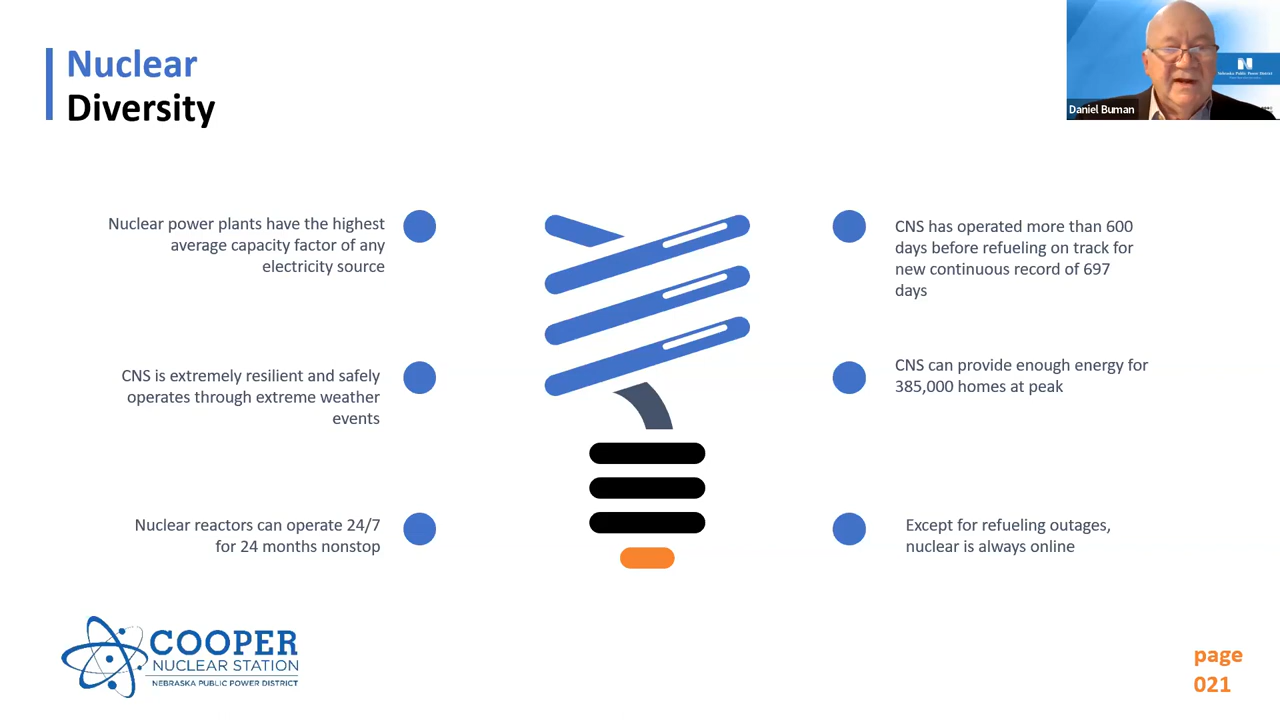 Nuclear
Diversity
Daniel Buman
N
Nebraska Public Power District
Nuclear power plants have the highest
average capacity factor of any
electricity source
CNS is extremely resilient and safely
operates through extreme weather
events
Nuclear reactors can operate 24/7
for 24 months nonstop
CNS has operated more than 600
days before refueling on track for
new continuous record of 697
days
CNS can provide enough energy for
385,000 homes at peak
Except for refueling outages,
nuclear is always online
COOPER
NUCLEAR STATION
NEBRASKA PUBLIC POWER DISTRICT
page
021